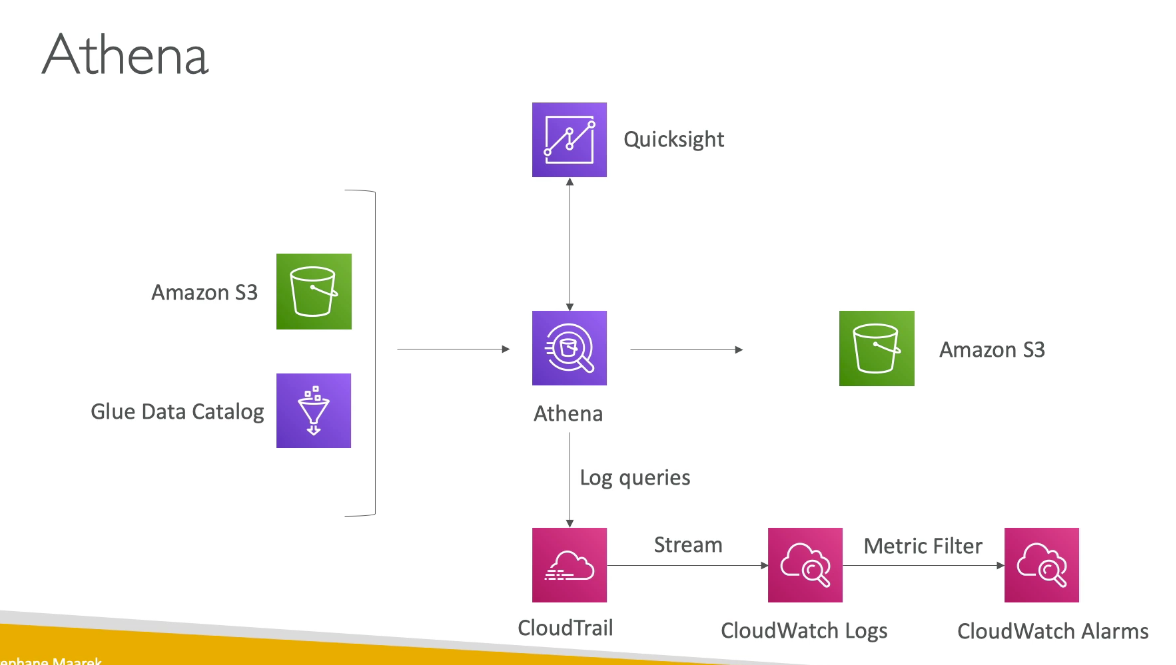 Athena
Quicksight
Amazon S3
Glue Data Catalog
Athena
Amazon S3
Log queries
Stream
Metric Filter
CloudTrail
CloudWatch Logs
CloudWatch Alarms
Maarek